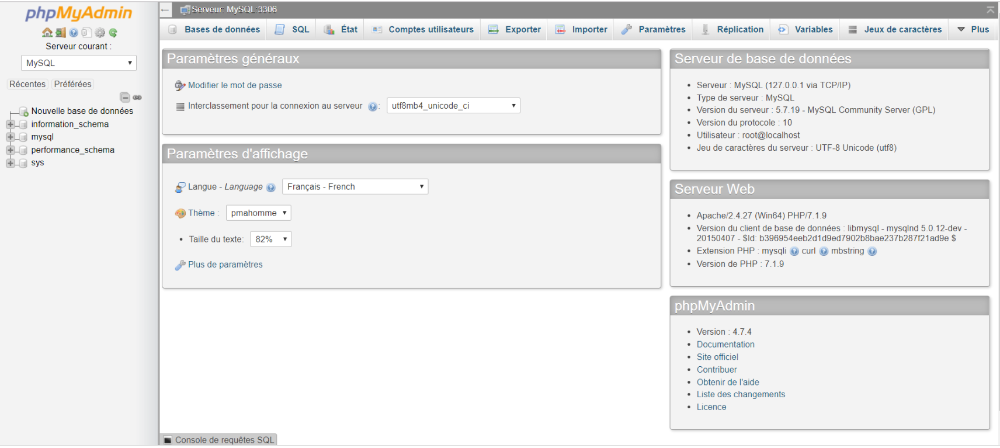 phpMyAdmin
Serveur courant :
MySQL
Récentes Préférées
Nouvelle base de données
information_schema
mysql
performance_schema
sys
Serveur: MySQL:3306
Bases de données SQL État Comptes utilisateurs Exporter Importer Paramètres Réplication Variables Jeux de caractères Plus
Paramètres généraux
Modifier le mot de passe
Interclassement pour la connexion au serveur : utf8mb4_unicode_ci
Paramètres d'affichage
Langue - Language Français - French
Thème : pmahomme
• Taille du texte: 82%
Plus de paramètres
Serveur de base de données
• Serveur : MySQL (127.0.0.1 via TCP/IP)
• Type de serveur : MySQL
• Version du serveur : 5.7.19 - MySQL Community Server (GPL)
• Version du protocole : 10
• Utilisateur : root@localhost
• Jeu de caractères du serveur : UTF-8 Unicode (utf8)
Serveur Web
• Apache/2.4.27 (Win64) PHP/7.1.9
• Version du client de base de données : libmysql - mysqlnd 5.0.12-dev -
20150407 - $Id: b396954eeb2d1d9ed7902b8bae237b287f21ad9e $
• Extension PHP : mysqli curl mbstring
• Version de PHP : 7.1.9
phpMyAdmin
• Version : 4.7.4
• Documentation
• Site officiel
• Contribuer
• Obtenir de l'aide
• Liste des changements
• Licence
Console de requêtes SQL